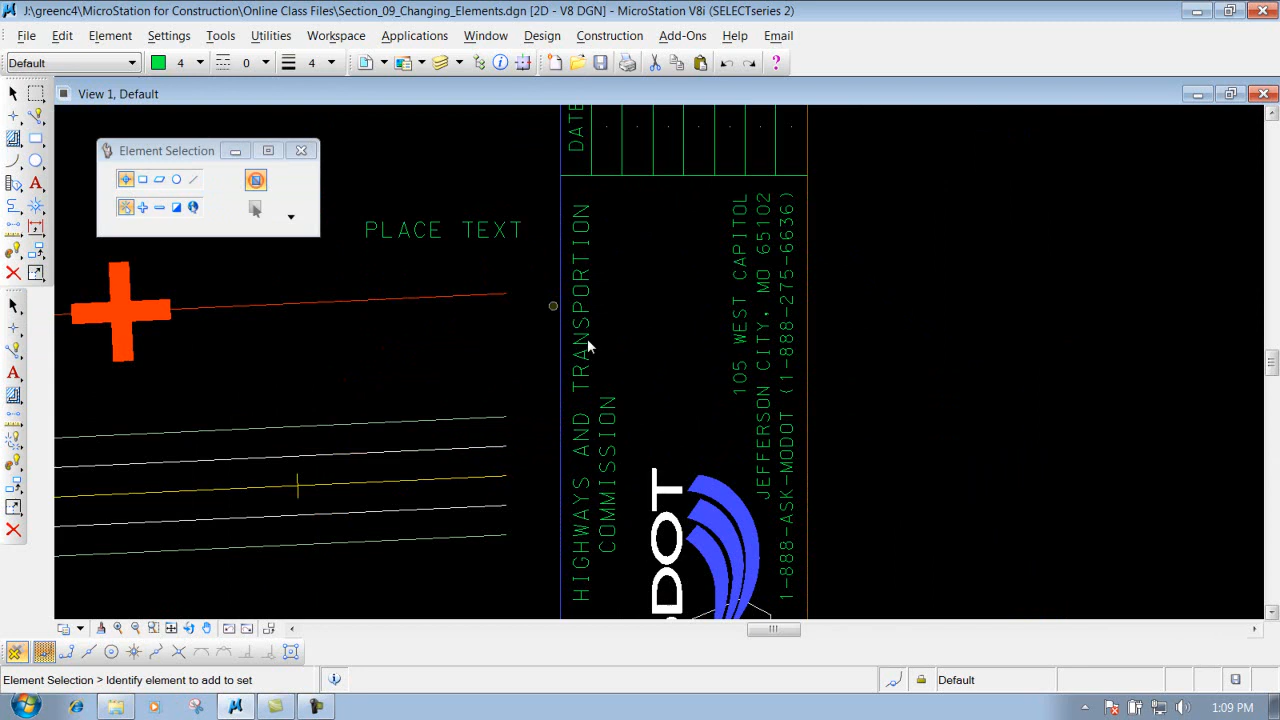 J:\greenc4\MicroStation for Construction\Online Class Files\Section_09_Changing_Elements.dgn [2D - V8 DGN] - MicroStation V8i (SELECTseries 2)
File Edit Element Settings Tools Utilities Workspace Applications Window Design Construction Add-Ons Help Email
Default 4 0 4
View 1, Default
Element Selection
PLACE TEXT
DATE
HIGHWAYS AND TRANSPORTION
COMMISSION
105 WEST CAPITOL
JEFFERSON CITY, MO 65102
1-888-ASK-MODOT (1-888-275-6636)
DOT
Element Selection > Identify element to add to set
Default
1:09 PM